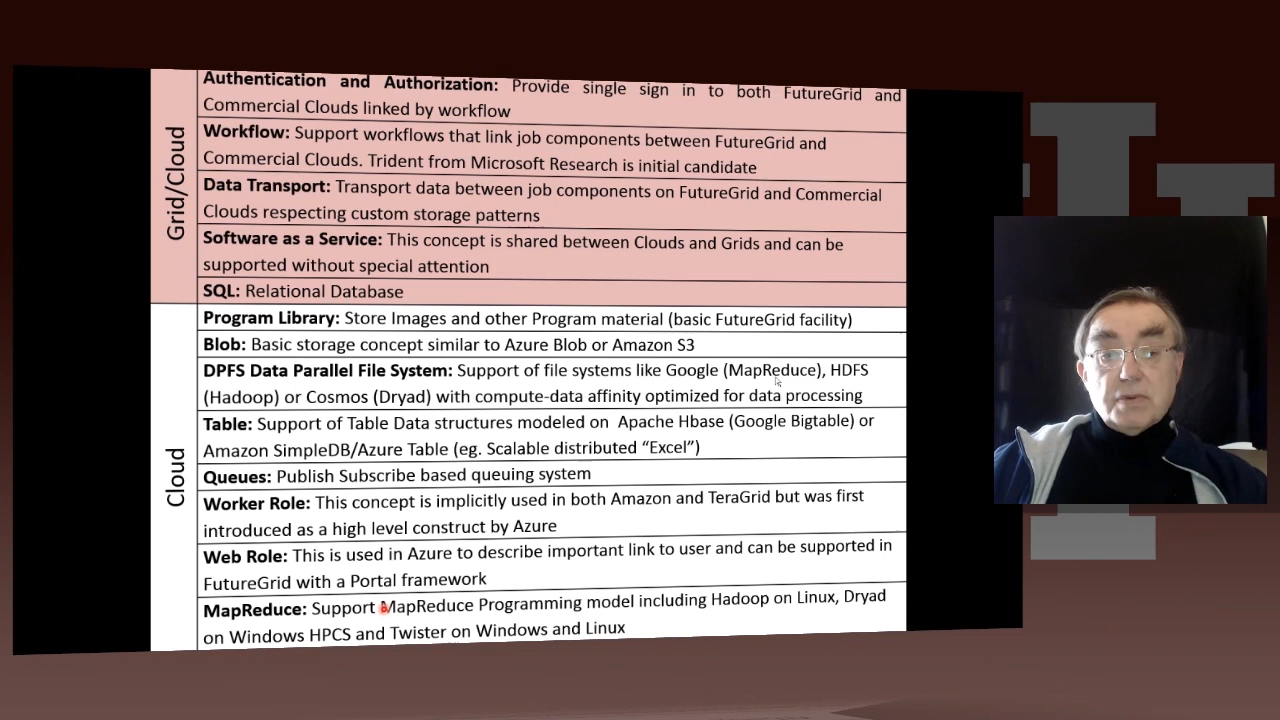 Authentication and Authorization: Provide single sign in to both FutureGrid and
Commercial Clouds linked by workflow
Workflow: Support workflows that link job components between FutureGrid and
Commercial Clouds. Trident from Microsoft Research is initial candidate
Data Transport: Transport data between job components on FutureGrid and Commercial
Clouds respecting custom storage patterns
Software as a Service: This concept is shared between Clouds and Grids and can be
supported without special attention
SQL: Relational Database
Grid/Cloud
Program Library: Store Images and other Program material (basic FutureGrid facility)
Blob: Basic storage concept similar to Azure Blob or Amazon S3
DPFS Data Parallel File System: Support of file systems like Google (MapReduce), HDFS
(Hadoop) or Cosmos (Dryad) with compute-data affinity optimized for data processing
Table: Support of Table Data structures modeled on Apache Hbase (Google Bigtable) or
Amazon SimpleDB/Azure Table (eg. Scalable distributed “Excel”)
Queues: Publish Subscribe based queuing system
Worker Role: This concept is implicitly used in both Amazon and TeraGrid but was first
introduced as a high level construct by Azure
Web Role: This is used in Azure to describe important link to user and can be supported in
FutureGrid with a Portal framework
MapReduce: Support MapReduce Programming model including Hadoop on Linux, Dryad
on Windows HPCS and Twister on Windows and Linux
Cloud